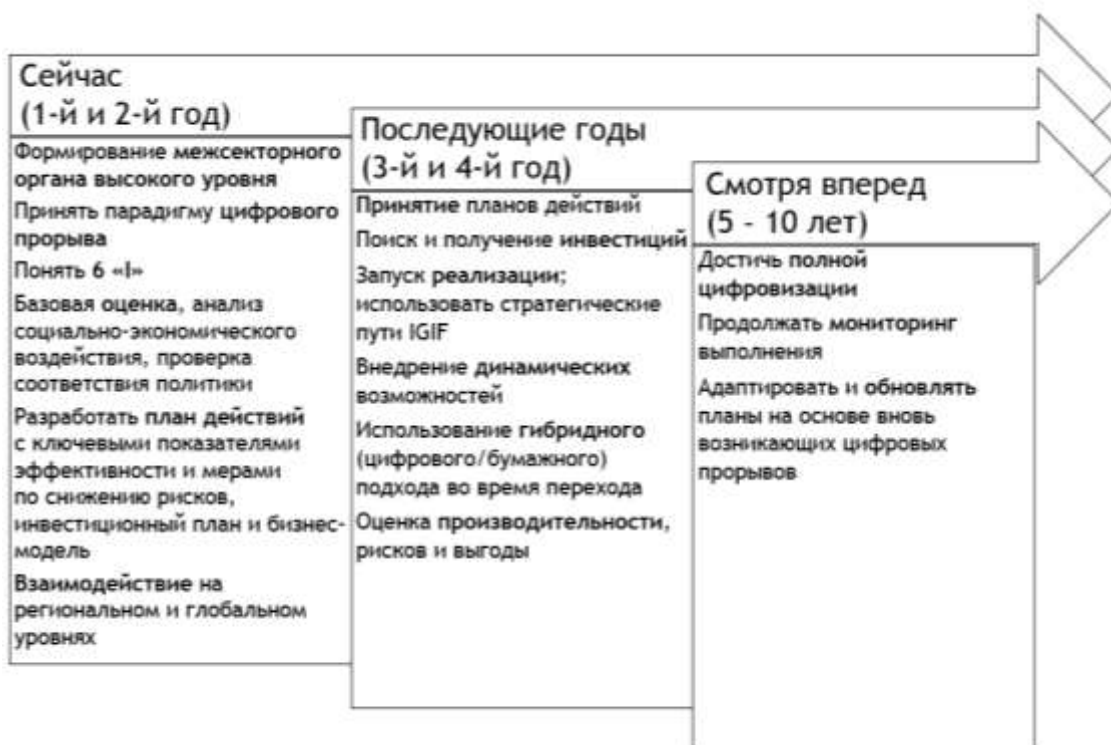 Сейчас
(1-й и 2-й год)
Формирование межсекторного
органа высокого уровня
Принять парадигму цифрового
прорыва
Понять 6 «I»
Базовая оценка, анализ
социально-экономического
воздействия, проверка
соответствия политики
Разработать план действий
с ключевыми показателями
эффективности и мерами
по снижению рисков,
инвестиционный план и бизнес-
модель
Взаимодействие на
региональном и глобальном
уровнях
Последующие годы
(3-й и 4-й год)
Принятие планов действий
Поиск и получение инвестиций
Запуск реализации;
использовать стратегические
пути IGIF
Внедрение динамических
возможностей
Использование гибридного
(цифрового/бумажного)
подхода во время перехода
Оценка производительности,
рисков и выгоды
Смотря вперед
(5 - 10 лет)
Достичь полной
цифровизации
Продолжать мониторинг
выполнения
Адаптировать и обновлять
планы на основе вновь
возникающих цифровых
прорывов